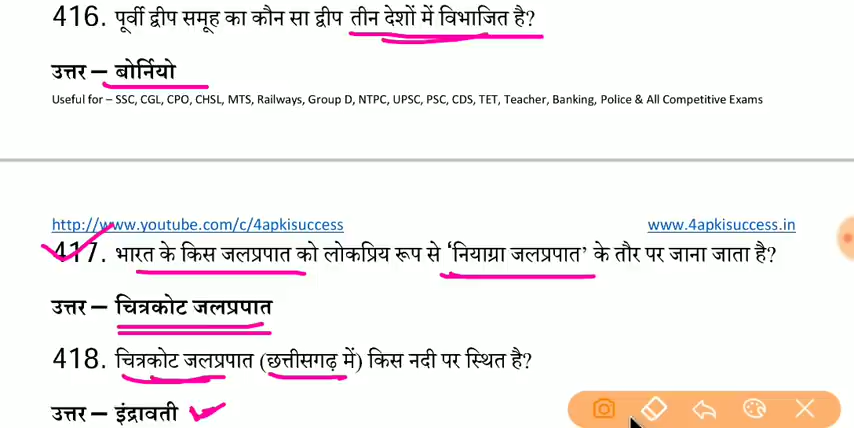 416. पूर्वी द्वीप समूह का कौन सा द्वीप तीन देशों में विभाजित है?
उत्तर – बोर्नियो
Useful for – SSC, CGL, CPO, CHSL, MTS, Railways, Group D, NTPC, UPSC, PSC, CDS, TET, Teacher, Banking, Police & All Competitive Exams
http://www.youtube.com/c/4apkisuccess www.4apkisuccess.in
417. भारत के किस जलप्रपात को लोकप्रिय रूप से ‘नियाग्रा जलप्रपात’ के तौर पर जाना जाता है?
उत्तर – चित्रकोट जलप्रपात
418. चित्रकोट जलप्रपात (छत्तीसगढ़ में) किस नदी पर स्थित है?
उत्तर – इंद्रावती